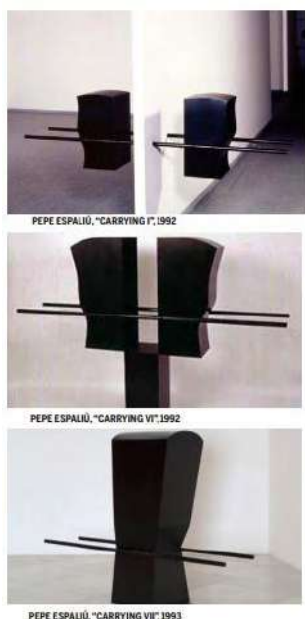 PEPE ESPALIÚ, "CARRYING I", 1992
PEPE ESPALIÚ, "CARRYING VI", 1992
PEPE ESPALIÚ, "CARRYING VII" 1993